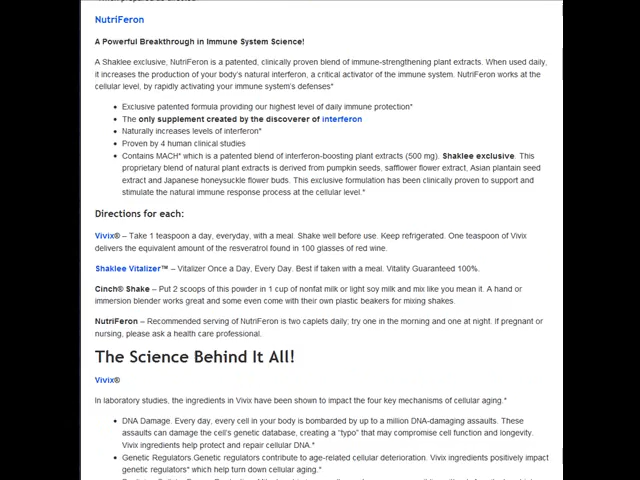 NutriFeron
A Powerful Breakthrough in Immune System Science!
A Shaklee exclusive, NutriFeron is a patented, clinically proven blend of immune-strengthening plant extracts. When used daily,
it increases the production of your body's natural interferon, a critical activator of the immune system. NutriFeron works at the
cellular level, by rapidly activating your immune system's defenses*
• Exclusive patented formula providing our highest level of daily immune protection*
• The only supplement created by the discoverer of interferon
• Naturally increases levels of interferon*
• Proven by 4 human clinical studies
• Contains MACH* which is a patented blend of interferon-boosting plant extracts (500 mg). Shaklee exclusive. This
proprietary blend of natural plant extracts is derived from pumpkin seeds, safflower flower extract, Asian plantain seed
extract and Japanese honeysuckle flower buds. This exclusive formulation has been clinically proven to support and
stimulate the natural immune response process at the cellular level.*
Directions for each:
Vivix® – Take 1 teaspoon a day, everyday, with a meal. Shake well before use. Keep refrigerated. One teaspoon of Vivix
delivers the equivalent amount of the resveratrol found in 100 glasses of red wine.
Shaklee Vitalizer™ – Vitalizer Once a Day. Every Day. Best if taken with a meal. Vitality Guaranteed 100%.
Cinch® Shake – Put 2 scoops of this powder in 1 cup of nonfat milk or light soy milk and mix like you mean it. A hand or
immersion blender works great and some even come with their own plastic beakers for mixing shakes.
NutriFeron – Recommended serving of NutriFeron is two caplets daily; try one in the morning and one at night. If pregnant or
nursing, please ask a health care professional.
The Science Behind It All!
Vivix®
In laboratory studies, the ingredients in Vivix have been shown to impact the four key mechanisms of cellular aging.*
• DNA Damage. Every day, every cell in your body is bombarded by up to a million DNA-damaging assaults. These
assaults can damage the cell's genetic database, creating a "typo" that may compromise cell function and longevity.
Vivix ingredients help protect and repair cellular DNA.*
• Genetic Regulators Genetic regulators contribute to age-related cellular deterioration. Vivix ingredients positively impact
genetic regulators* which help turn down cellular aging.*